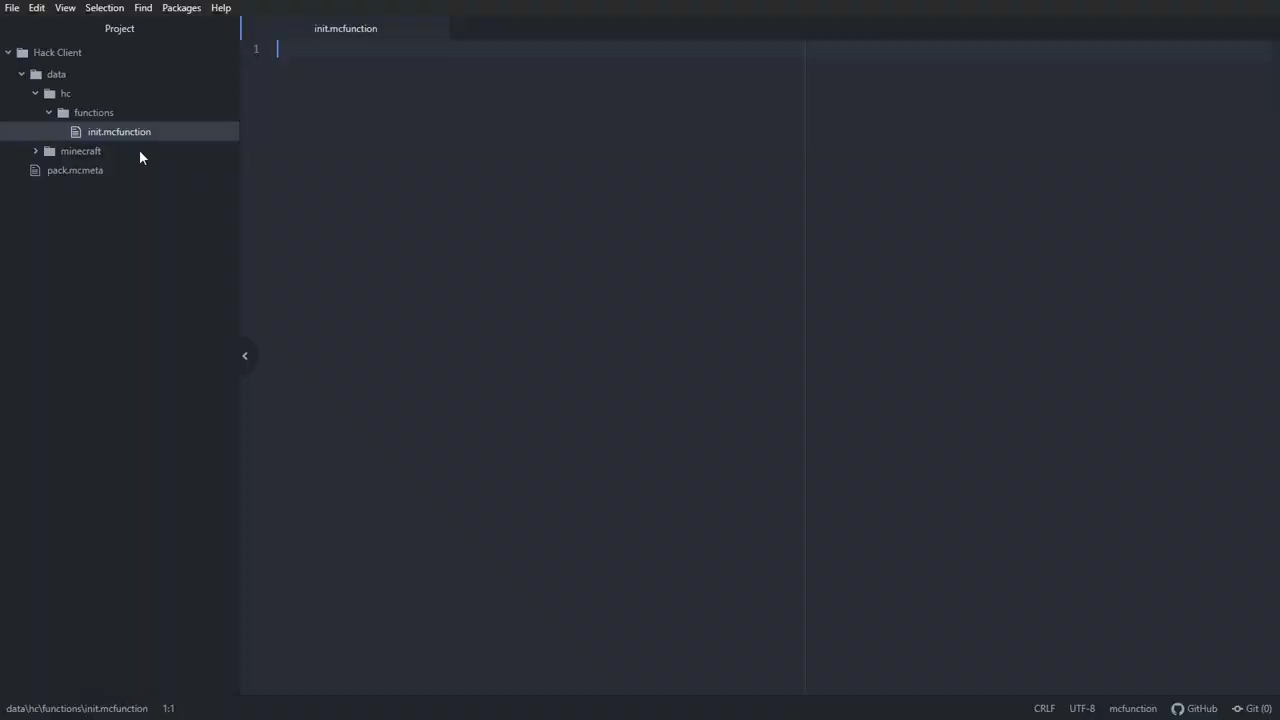 File Edit View Selection Find Packages Help
Project
init.mcfunction
Hack Client
1
data
hc
functions
init.mcfunction
minecraft
pack.mcmeta
data\hc\functions\init.mcfunction 1:1 CRLF UTF-8 mcfunction GitHub Git (0)